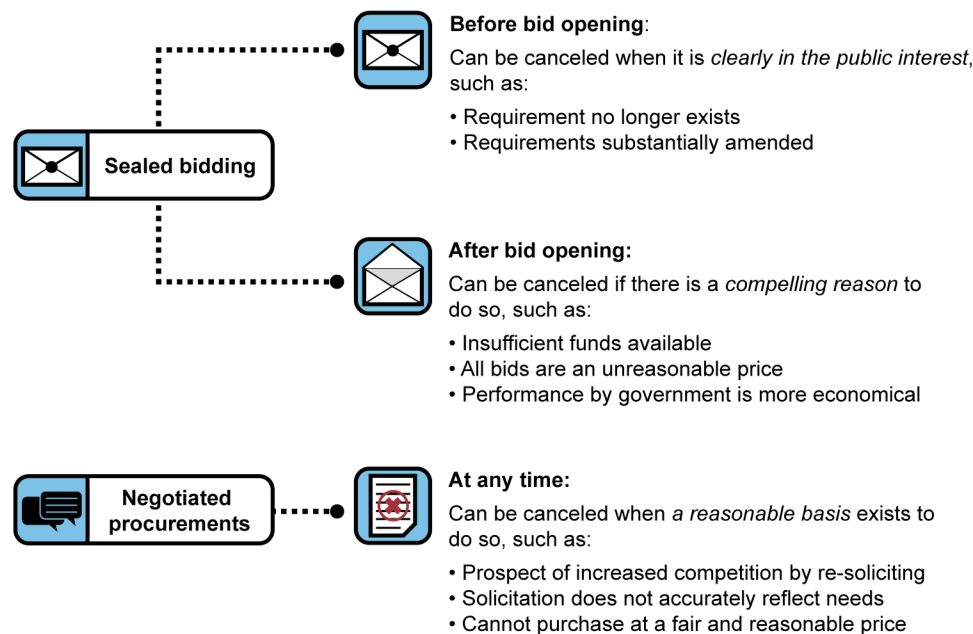 Sealed bidding
Before bid opening:
Can be canceled when it is clearly in the public interest,
such as:
• Requirement no longer exists
• Requirements substantially amended
After bid opening:
Can be canceled if there is a compelling reason to
do so, such as:
• Insufficient funds available
• All bids are an unreasonable price
• Performance by government is more economical
Negotiated
procurements
At any time:
Can be canceled when a reasonable basis exists to
do so, such as:
• Prospect of increased competition by re-soliciting
• Solicitation does not accurately reflect needs
• Cannot purchase at a fair and reasonable price